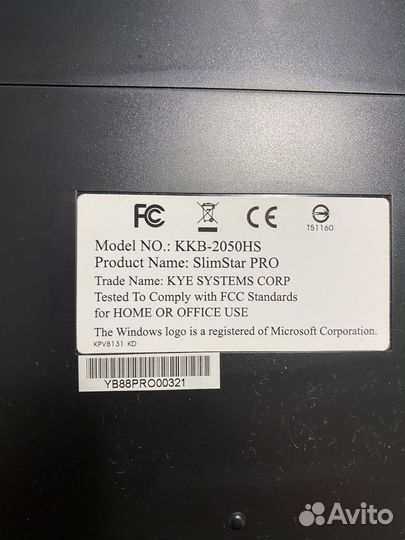 FC CE
T51160
Model NO.: KKB-2050HS
Product Name: SlimStar PRO
Trade Name: KYE SYSTEMS CORP
Tested To Comply with FCC Standards
for HOME OR OFFICE USE
The Windows logo is a registered of Microsoft Corporation.
KPV8131 KD
YB88PRO00321
Avito